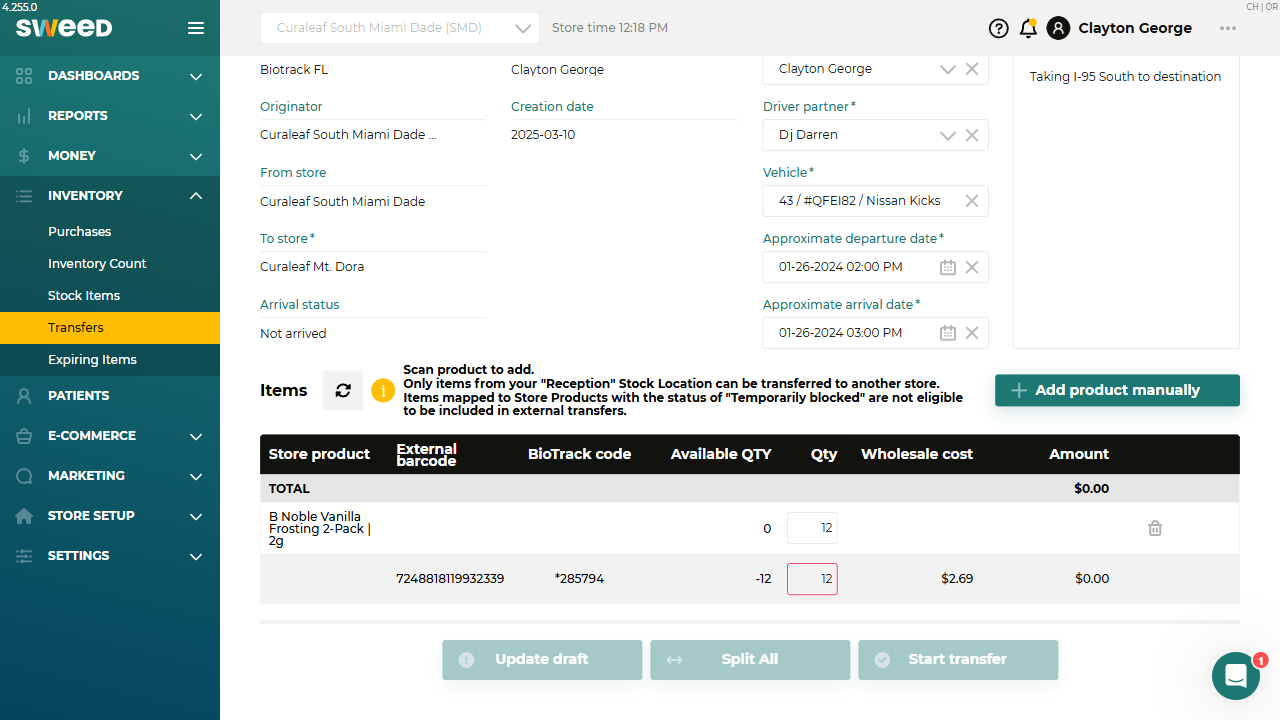 4.255.0
CH | OR
SWEED
Curaleaf South Miami Dade (SMD)
Store time 12:18 PM
Clayton George
DASHBOARDS
REPORTS
MONEY
INVENTORY
Purchases
Inventory Count
Stock Items
Transfers
Expiring Items
PATIENTS
E-COMMERCE
MARKETING
STORE SETUP
SETTINGS
Biotrack FL
Clayton George
Clayton George
Taking I-95 South to destination
Originator
Creation date
Driver partner*
Curaleaf South Miami Dade ...
2025-03-10
Dj Darren
From store
Vehicle*
Curaleaf South Miami Dade
43 / #QFEI82 / Nissan Kicks
To store*
Approximate departure date*
Curaleaf Mt. Dora
01-26-2024 02:00 PM
Arrival status
Approximate arrival date*
Not arrived
01-26-2024 03:00 PM
Items
Scan product to add.
Only items from your "Reception" Stock Location can be transferred to another store.
Items mapped to Store Products with the status of "Temporarily blocked" are not eligible
to be included in external transfers.
Add product manually
Store product External barcode BioTrack code Available QTY Qty Wholesale cost Amount
TOTAL $0.00
B Noble Vanilla
Frosting 2-Pack |
2g
0 12
7248818119932339 *285794 -12 12 $2.69 $0.00
Update draft
Split All
Start transfer
1